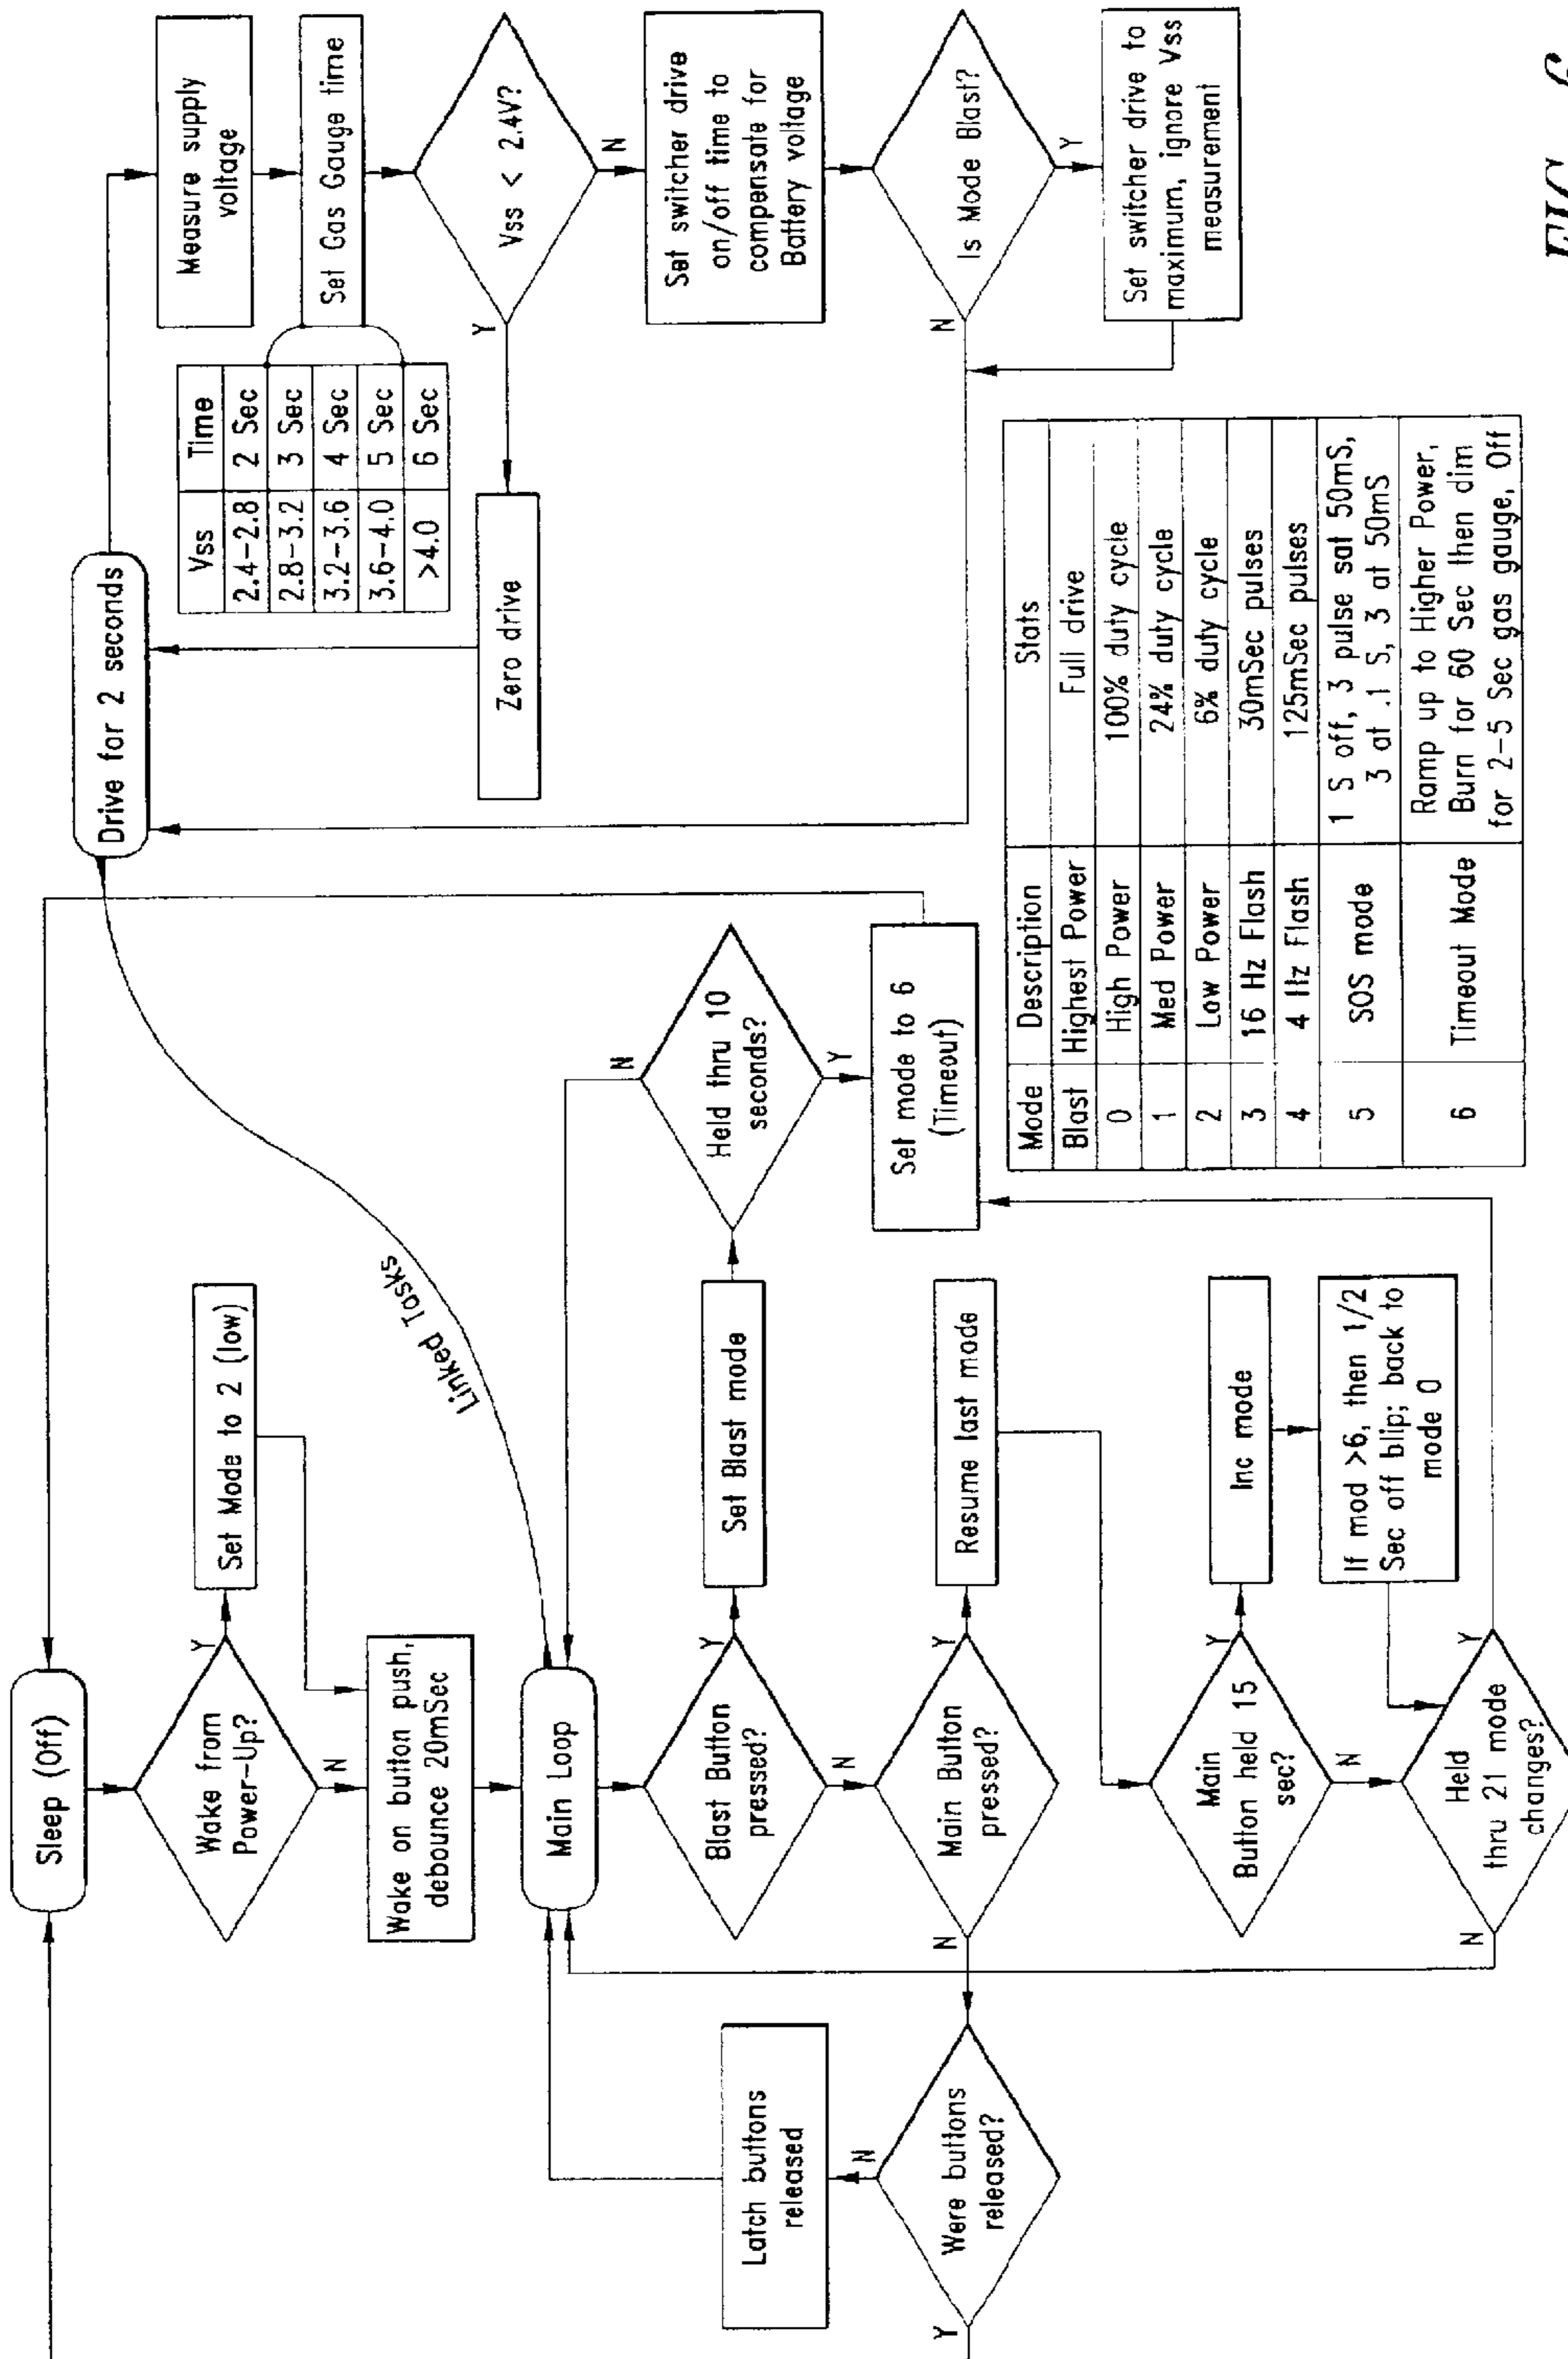 Sleep (Off)
Wake from
Power-Up?
Y
N
Set Mode to 2 (low)
Wake on button push,
debounce 20mSec
Main Loop
Linked Tasks
Blast Button
pressed?
Y
N
Set Blast mode
Held thru 10
seconds?
N
Y
Set mode to 6
(Timeout)
Main Button
pressed?
Y
N
Resume last mode
Were buttons
released?
N
Y
Latch buttons
released
Main
Button held 15
sec?
Y
N
Inc mode
If mod >6, then 1/2
Sec off blip; back to
mode 0
Held
thru 21 mode
changes?
Y
N
Drive for 2 seconds
Measure supply
voltage
Set Gas Gauge time
Vss Time
2.4-2.8 2 Sec
2.8-3.2 3 Sec
3.2-3.6 4 Sec
3.6-4.0 5 Sec
>4.0 6 Sec
Vss < 2.4V?
Y
N
Zero drive
Set switcher drive
on/off time to
compensate for
Battery voltage
Is Mode Blast?
N
Y
Set switcher drive to
maximum, ignore Vss
measurement
Mode Description Stats
Blast Highest Power Full drive
0 High Power 100% duty cycle
1 Med Power 24% duty cycle
2 Low Power 6% duty cycle
3 16 Hz Flash 30mSec pulses
4 4 Hz Flash 125mSec pulses
5 SOS mode 1 S off, 3 pulse sat 50mS,
3 at .1 S, 3 at 50mS
6 Timeout Mode Ramp up to Higher Power,
Burn for 60 Sec then dim
for 2-5 Sec gas gauge, Off
FIG. 6